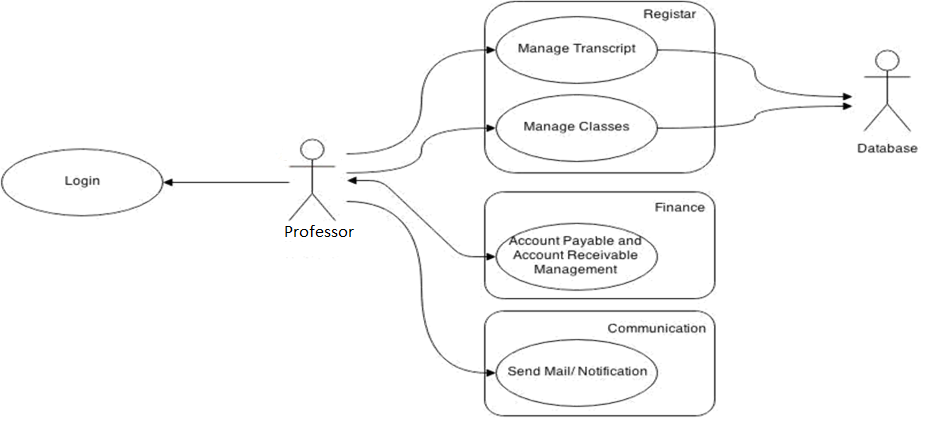 Registar
Manage Transcript
Manage Classes
Database
Login
Professor
Finance
Account Payable and
Account Receivable
Management
Communication
Send Mail/ Notification